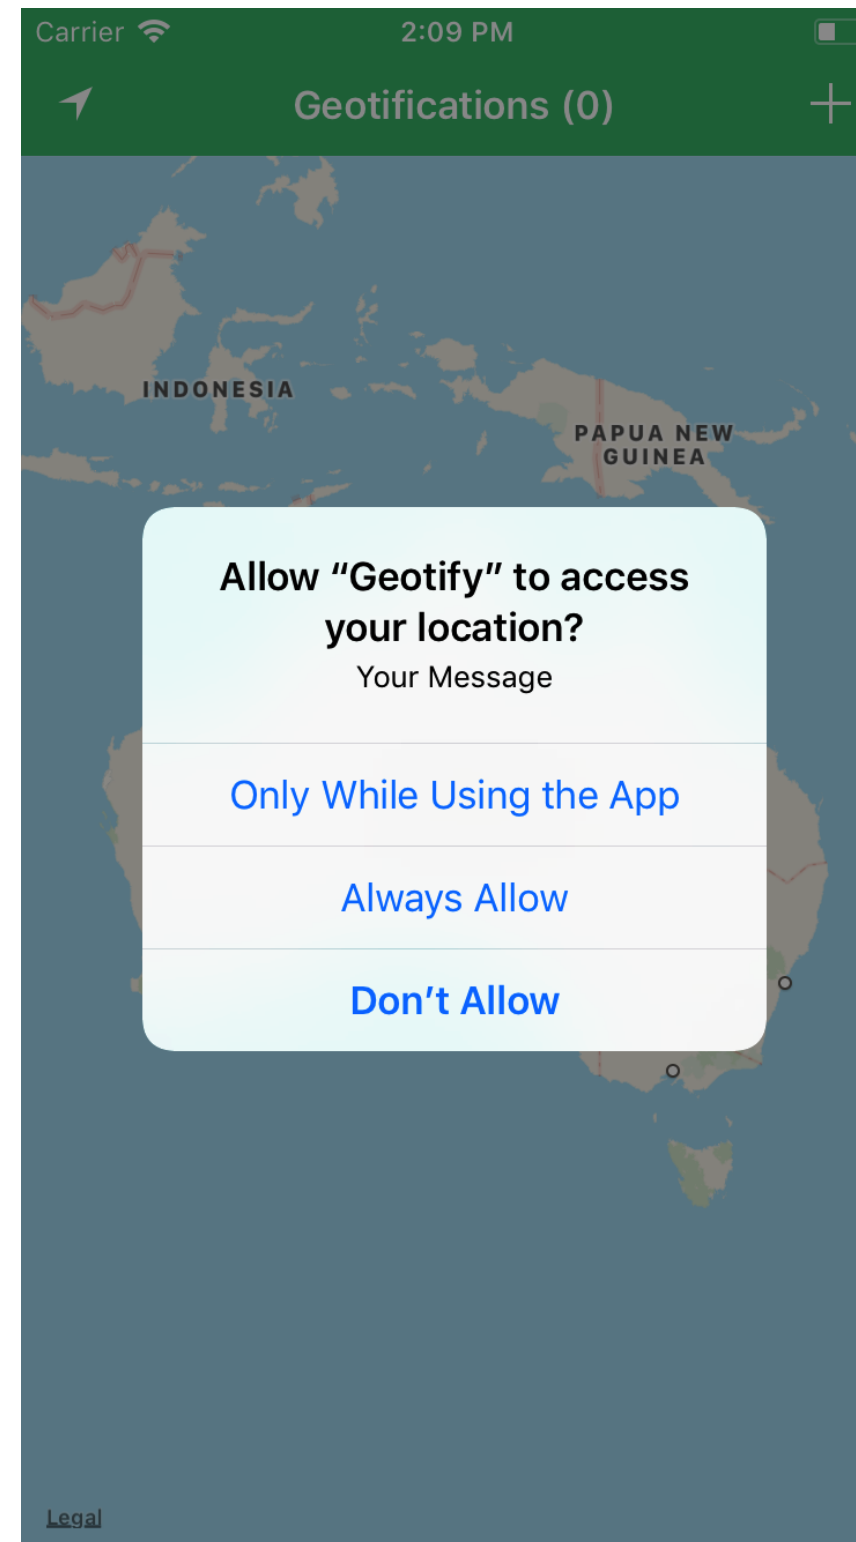 Carrier
2:09 PM
Geotifications (0)
INDONESIA
PAPUA NEW
GUINEA
Allow “Geotify” to access
your location?
Your Message
Only While Using the App
Always Allow
Don’t Allow
Legal